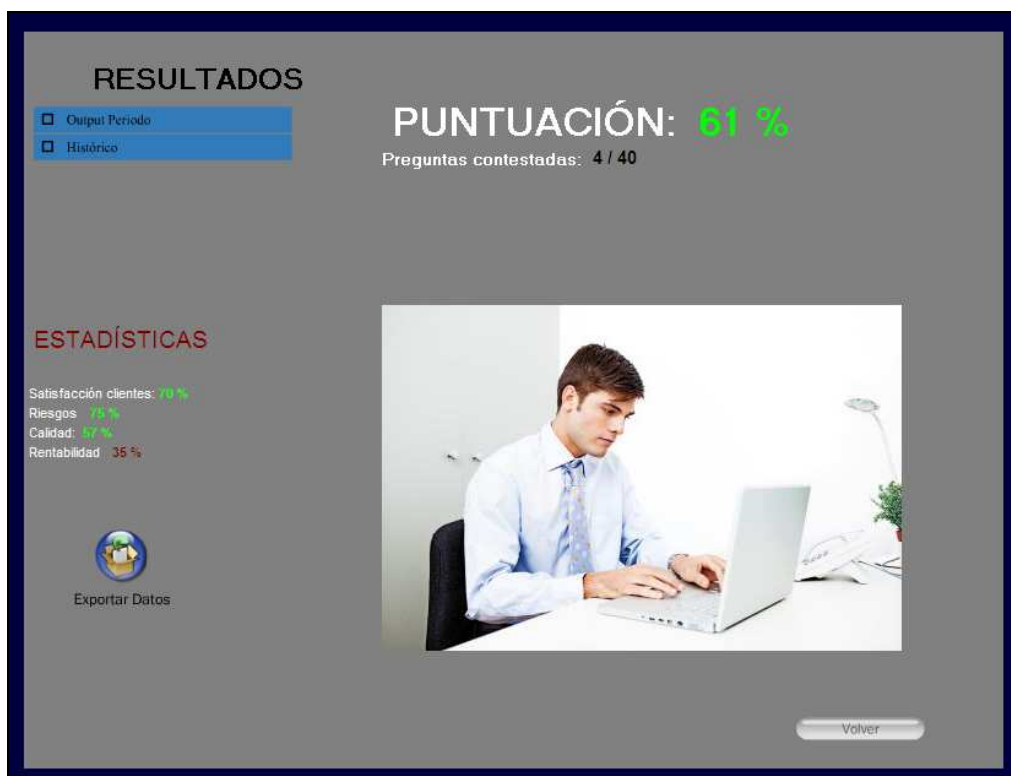 RESULTADOS
Output Periodo
Histórico
PUNTUACIÓN: 61 %
Preguntas contestadas: 4 / 40
ESTADÍSTICAS
Satisfacción clientes: 70 %
Riesgos 75 %
Calidad: 57 %
Rentabilidad 35 %
Exportar Datos
Volver